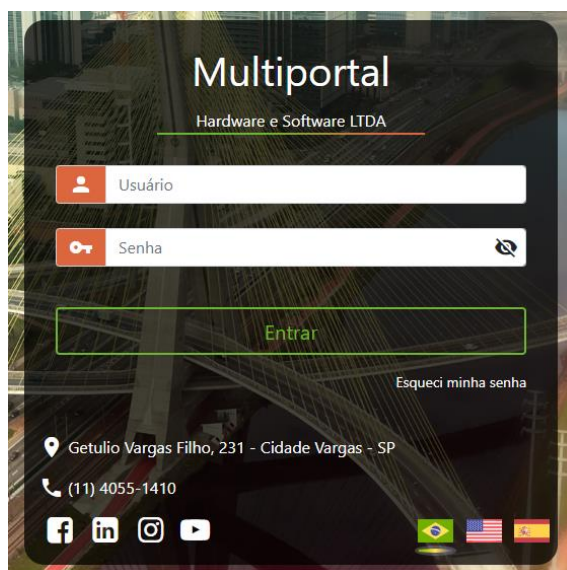 Multiportal
Hardware e Software LTDA
Usuário
Senha
Entrar
Esqueci minha senha
Getulio Vargas Filho, 231 - Cidade Vargas - SP
(11) 4055-1410